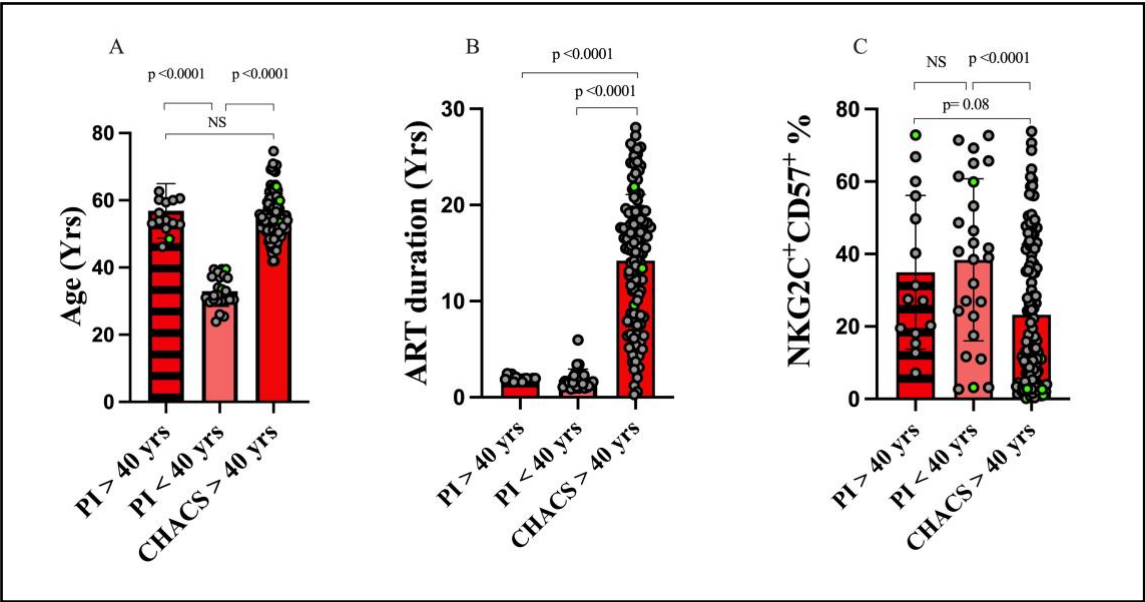 A
p <0.0001 p <0.0001
NS
Age (Yrs)
80
60
40
20
0
PI > 40 yrs
PI < 40 yrs
CHACS > 40 yrs
B
p <0.0001
p <0.0001
ART duration (Yrs)
30
20
10
0
PI > 40 yrs
PI < 40 yrs
CHACS > 40 yrs
C
NS p <0.0001
p= 0.08
NKG2C⁺CD57⁺ %
80
60
40
20
0
PI > 40 yrs
PI < 40 yrs
CHACS > 40 yrs